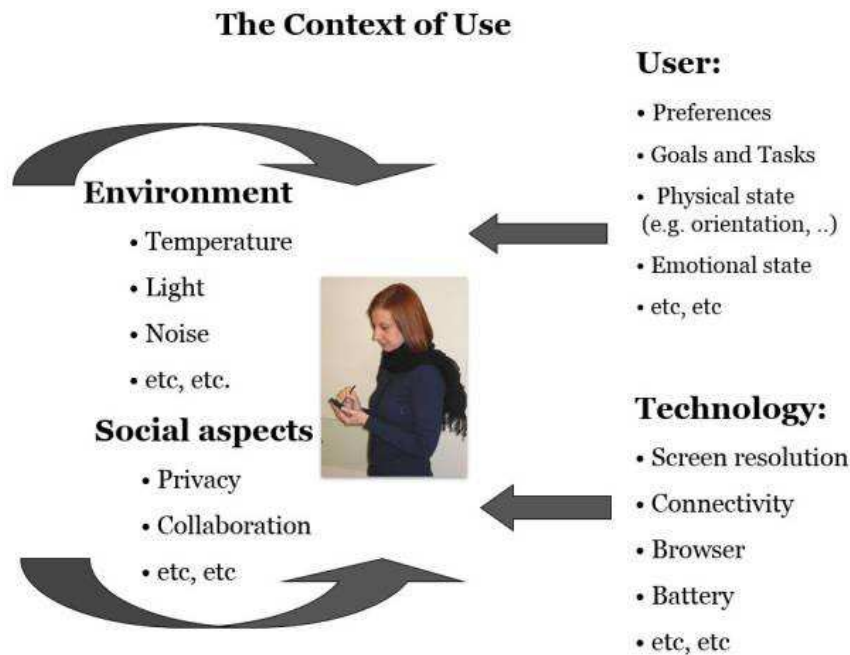 The Context of Use
Environment
• Temperature
• Light
• Noise
• etc, etc.
Social aspects
• Privacy
• Collaboration
• etc, etc
User:
• Preferences
• Goals and Tasks
• Physical state
(e.g. orientation, ..)
• Emotional state
• etc, etc
Technology:
• Screen resolution
• Connectivity
• Browser
• Battery
• etc, etc